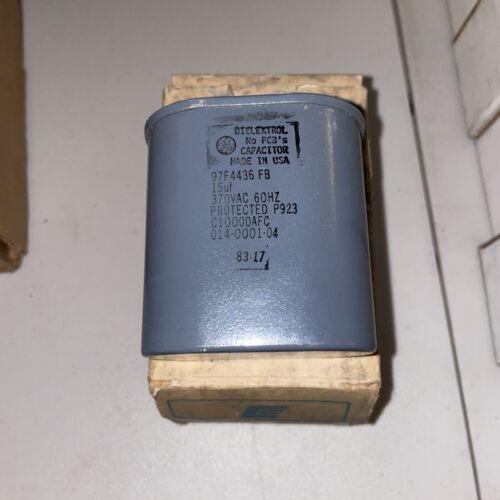 DIELEKTROL
No PCB's
CAPACITOR
MADE IN USA
97F4436 FB
15uf
370VAC 60HZ
PROTECTED P923
C10000AFC
014-0001-04
83-17